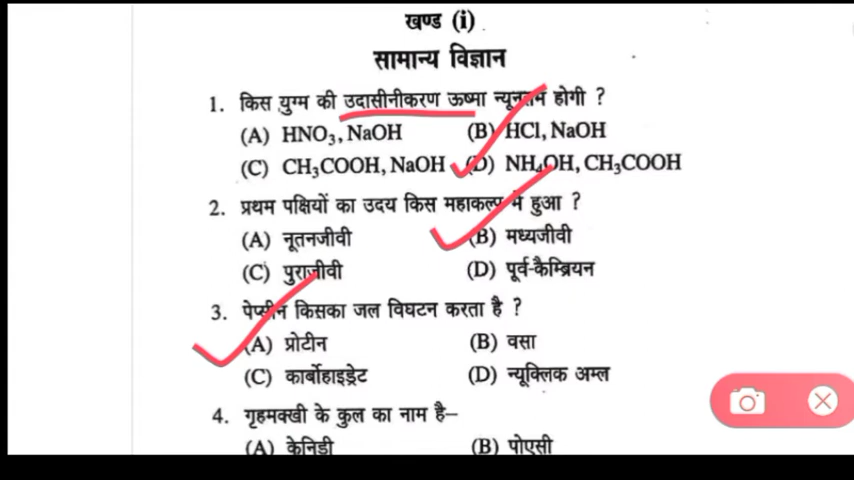 खण्ड (i)
सामान्य विज्ञान
1. किस युग्म की उदासीनीकरण ऊष्मा न्यूनतम होगी ?
(A) HNO₃, NaOH (B) HCl, NaOH
(C) CH₃COOH, NaOH (D) NH₄OH, CH₃COOH
2. प्रथम पक्षियों का उदय किस महाकल्प में हुआ ?
(A) नूतनजीवी (B) मध्यजीवी
(C) पुराजीवी (D) पूर्व-कैम्ब्रियन
3. पेप्सीन किसका जल विघटन करता है ?
(A) प्रोटीन (B) वसा
(C) कार्बोहाइड्रेट (D) न्यूक्लिक अम्ल
4. गृहमक्खी के कुल का नाम है–
(A) केनिडी (B) पोएसी